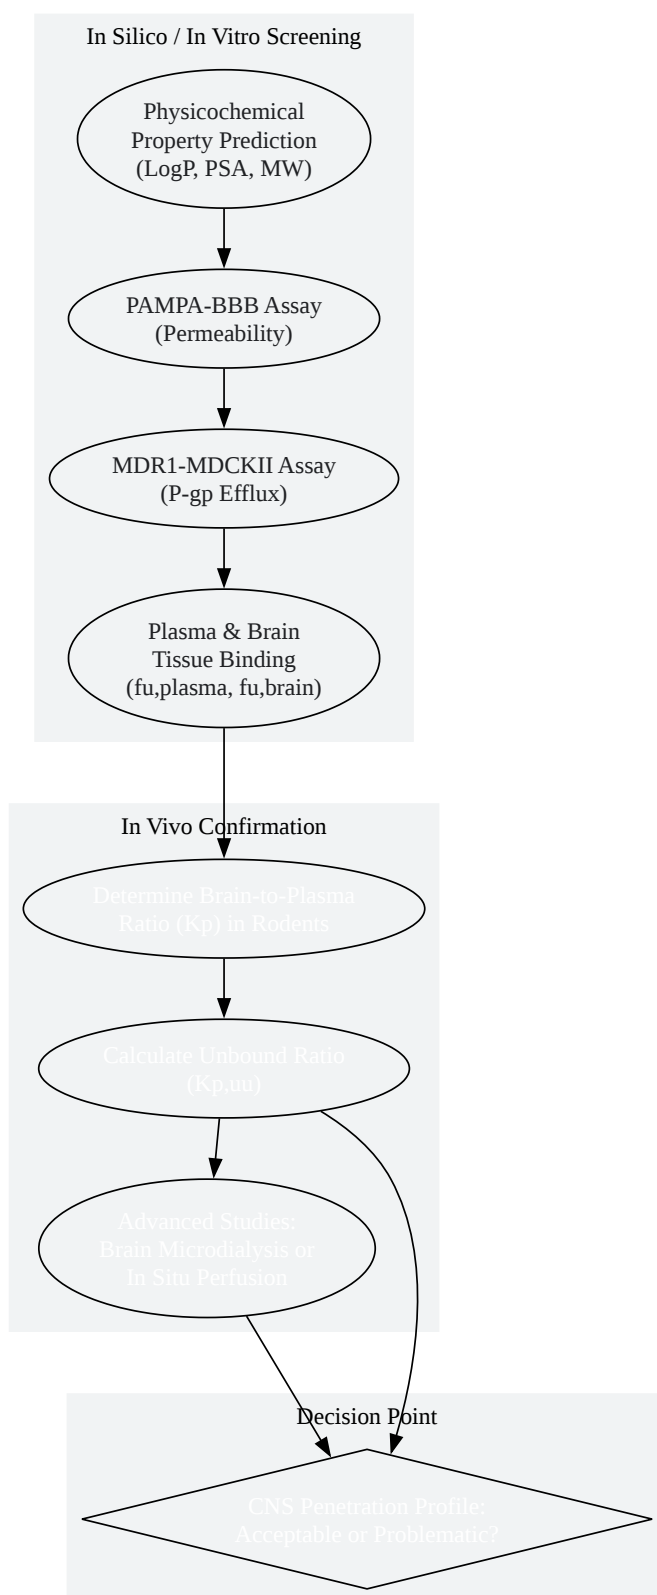 In Silico / In Vitro Screening
Physicochemical
Property Prediction
(LogP, PSA, MW)
PAMPA-BBB Assay
(Permeability)
MDR1-MDCKII Assay
(P-gp Efflux)
Plasma & Brain
Tissue Binding
(fu,plasma, fu,brain)
In Vivo Confirmation
Determine Brain-to-Plasma
Ratio (Kp) in Rodents
Calculate Unbound Ratio
(Kp,uu)
Advanced Studies:
Brain Microdialysis or
In Situ Perfusion
Decision Point
CNS Penetration Profile:
Acceptable or Problematic?